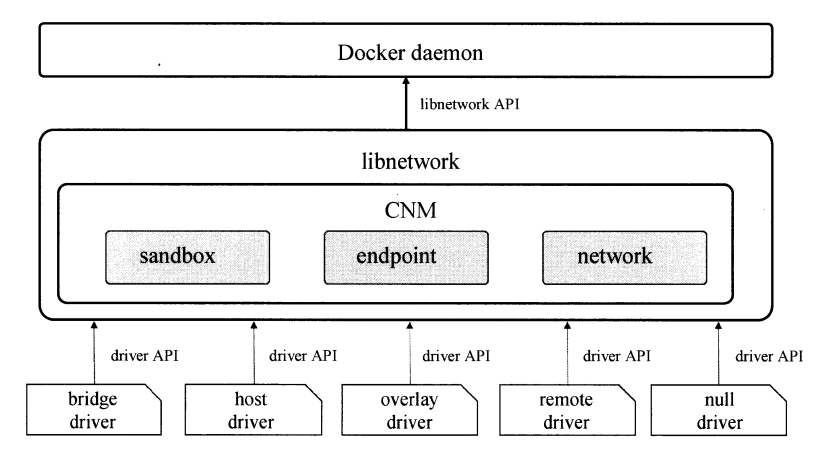 Docker daemon
libnetwork API
libnetwork
CNM
sandbox
endpoint
network
driver API
driver API
driver API
driver API
driver API
bridge
driver
host
driver
overlay
driver
remote
driver
null
driver